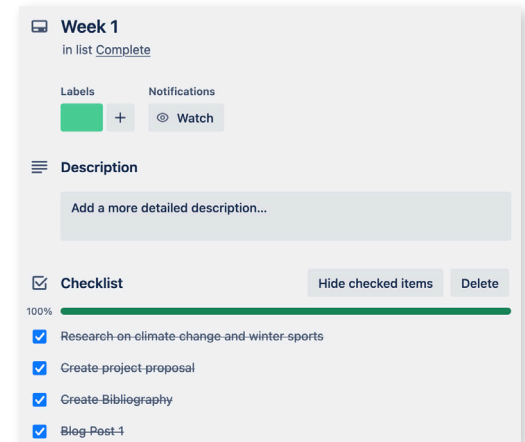 Week 1
in list Complete
Labels
Notifications
+
Watch
Description
Add a more detailed description...
Checklist
Hide checked items
Delete
100%
Research on climate change and winter sports
Create project proposal
Create Bibliography
Blog Post 1